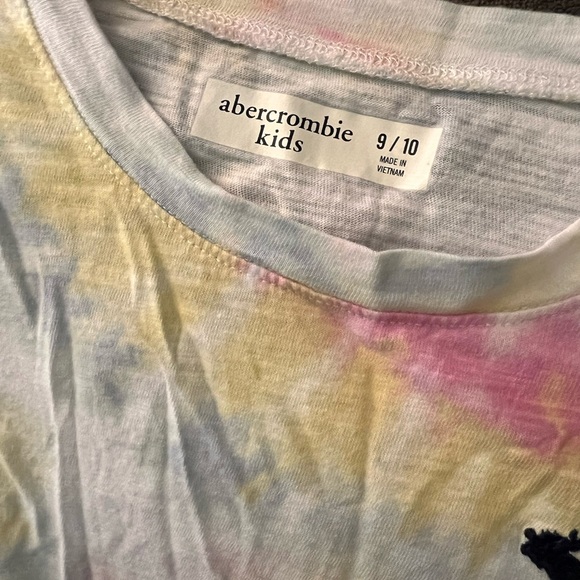 abercrombie
kids
9 / 10
MADE IN
VIETNAM